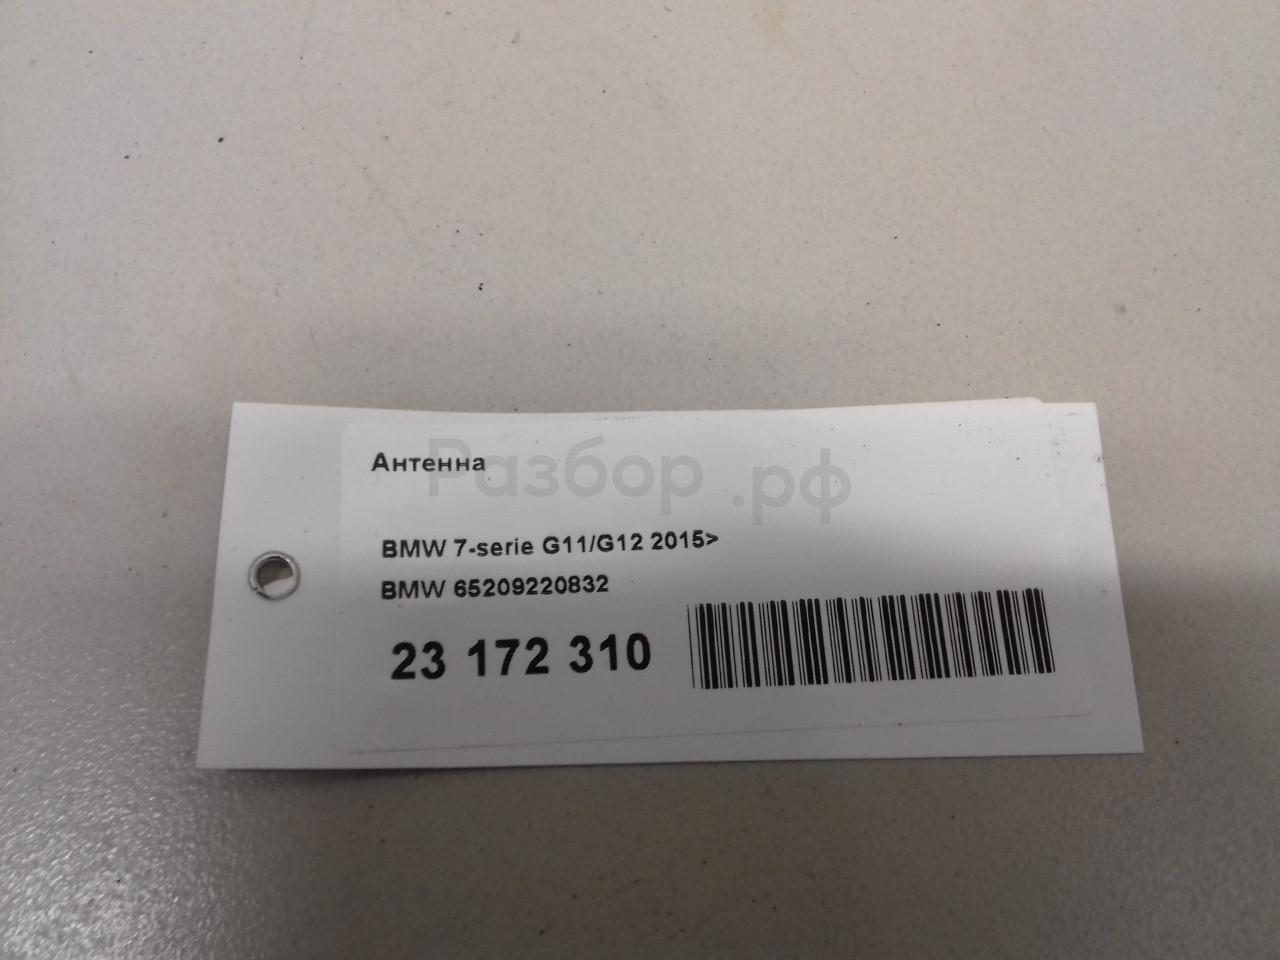 Антенна
Разбор.рф
BMW 7-serie G11/G12 2015>
BMW 65209220832
23 172 310